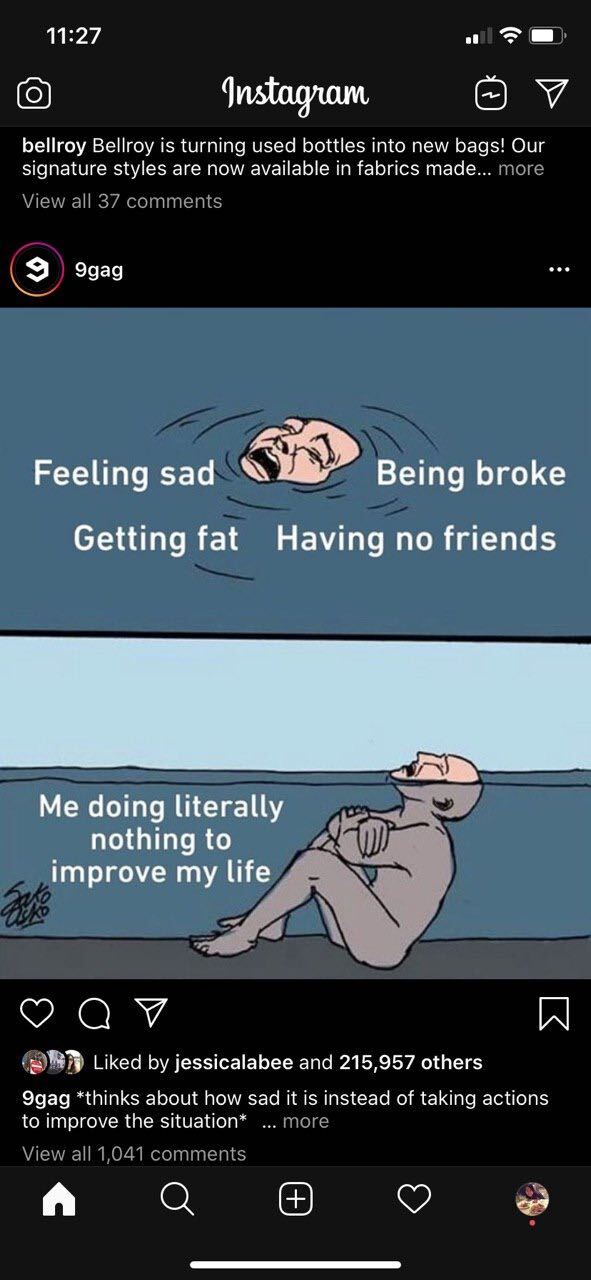 11:27
Instagram
bellroy Bellroy is turning used bottles into new bags! Our
signature styles are now available in fabrics made... more
View all 37 comments
9gag
Feeling sad
Being broke
Getting fat
Having no friends
Me doing literally
nothing to
improve my life
Liked by jessicalabee and 215,957 others
9gag *thinks about how sad it is instead of taking actions
to improve the situation* ... more
View all 1,041 comments